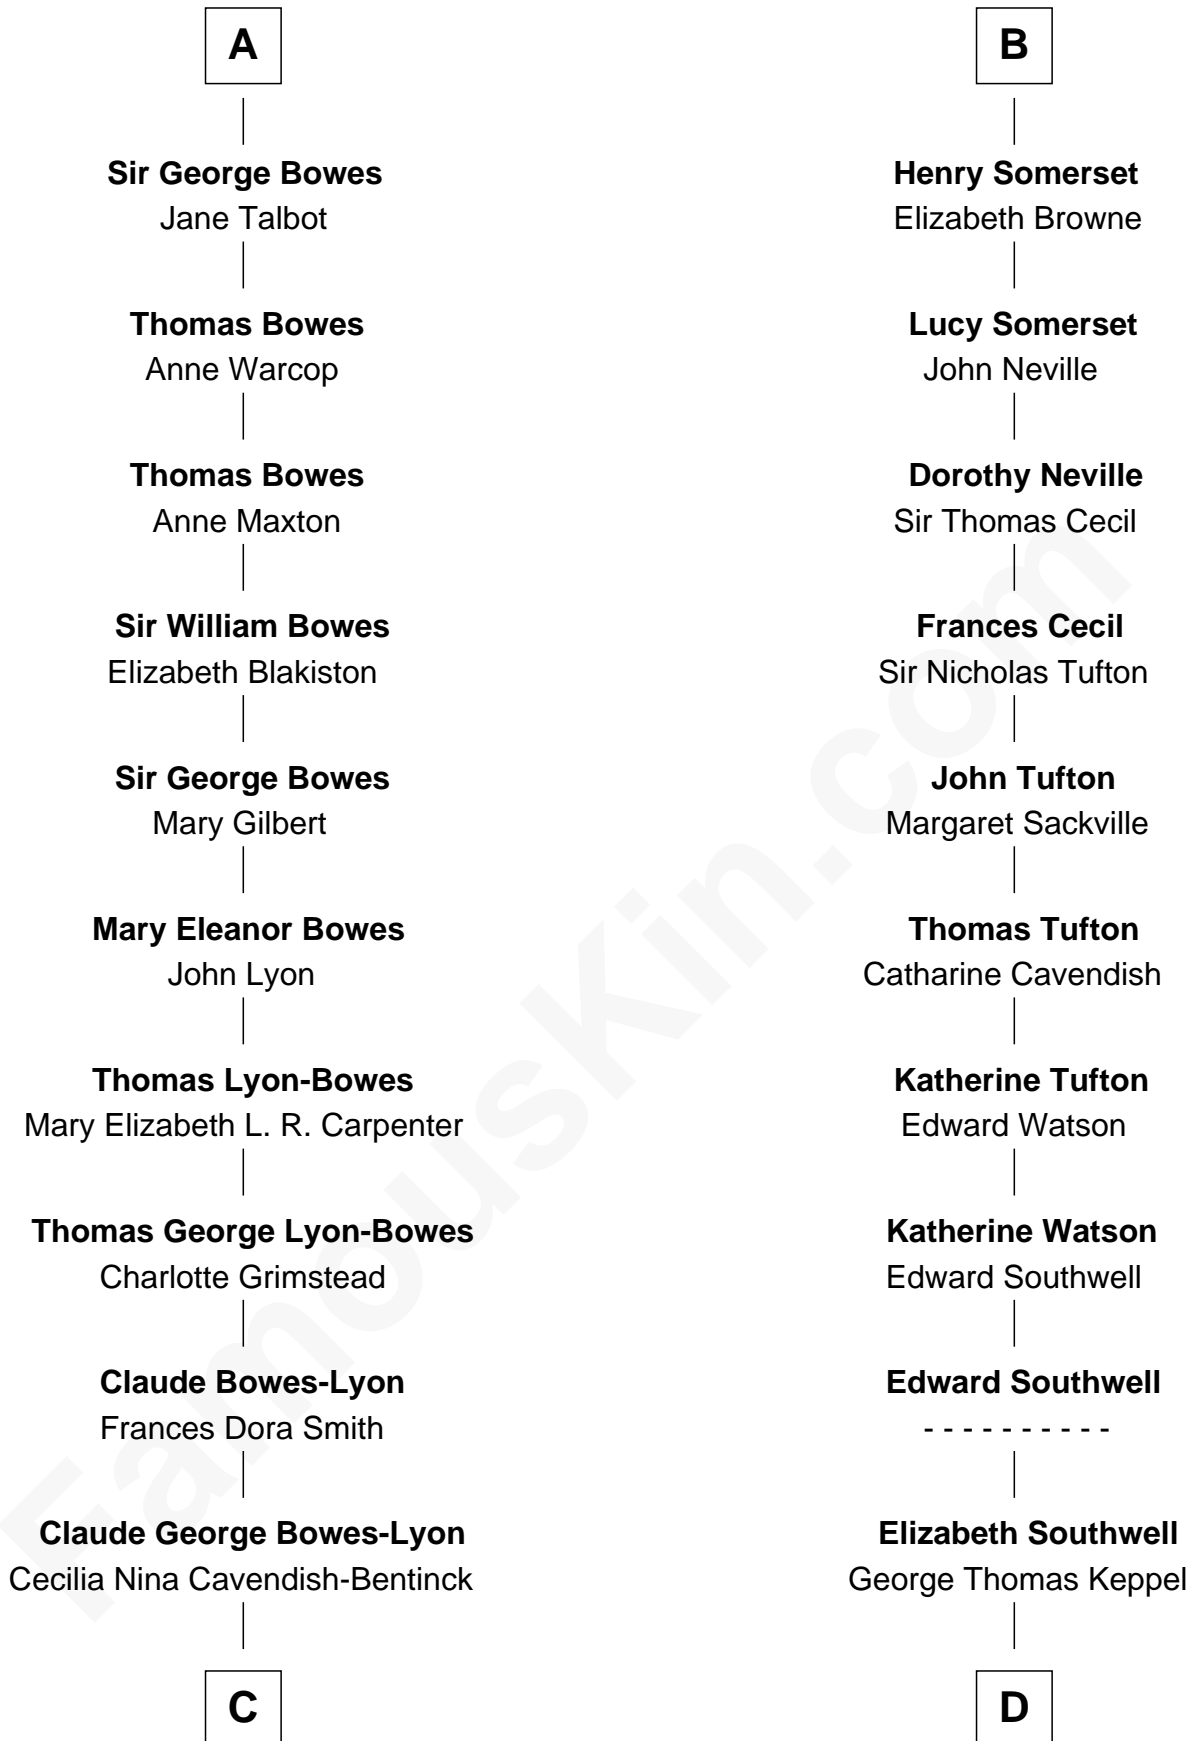 A
Sir George Bowes
Jane Talbot
Thomas Bowes
Anne Warcop
Thomas Bowes
Anne Maxton
Sir William Bowes
Elizabeth Blakiston
Sir George Bowes
Mary Gilbert
Mary Eleanor Bowes
John Lyon
Thomas Lyon-Bowes
Mary Elizabeth L. R. Carpenter
Thomas George Lyon-Bowes
Charlotte Grimstead
Claude Bowes-Lyon
Frances Dora Smith
Claude George Bowes-Lyon
Cecilia Nina Cavendish-Bentinck
C
B
Henry Somerset
Elizabeth Browne
Lucy Somerset
John Neville
Dorothy Neville
Sir Thomas Cecil
Frances Cecil
Sir Nicholas Tufton
John Tufton
Margaret Sackville
Thomas Tufton
Catharine Cavendish
Katherine Tufton
Edward Watson
Katherine Watson
Edward Southwell
Edward Southwell
- - - - - - - - - -
Elizabeth Southwell
George Thomas Keppel
D
FamousKin.com